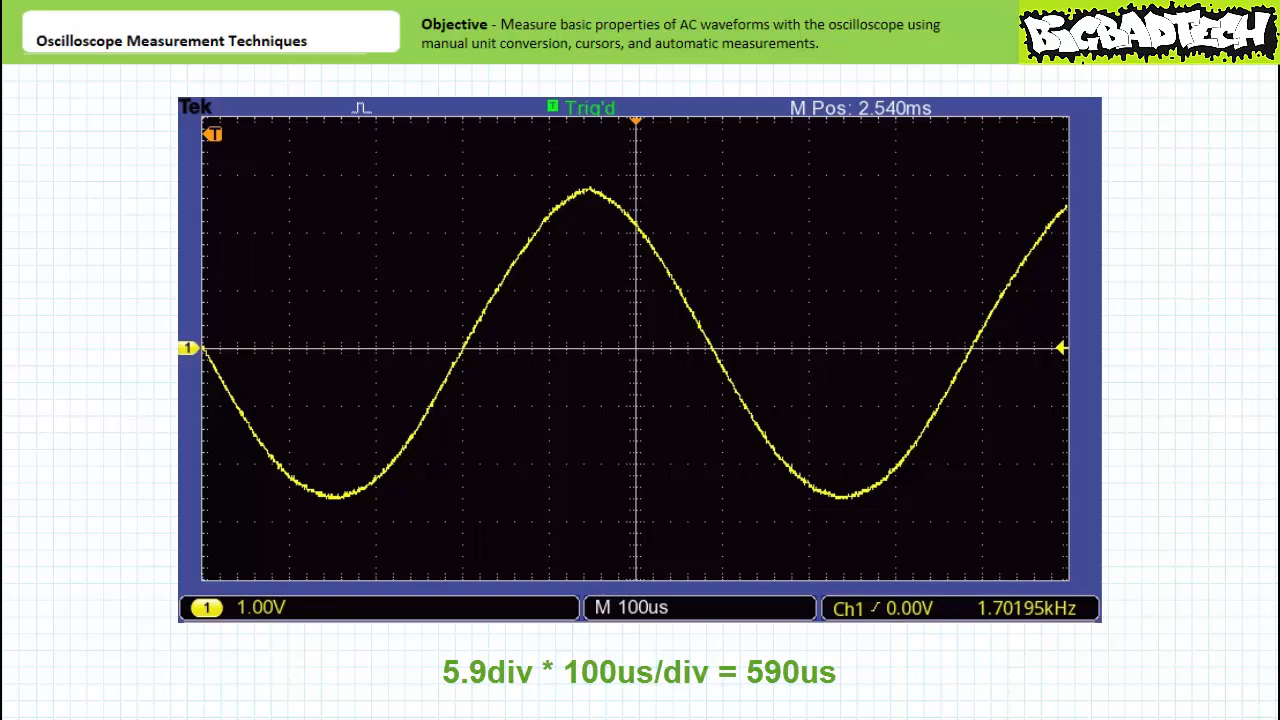 Oscilloscope Measurement Techniques
Objective - Measure basic properties of AC waveforms with the oscilloscope using
manual unit conversion, cursors, and automatic measurements.
BIGBADTECH
Tek
T Trig'd
M Pos: 2.540ms
T
1
1 1.00V
M 100us
Ch1 0.00V 1.70195kHz
5.9div * 100us/div = 590us